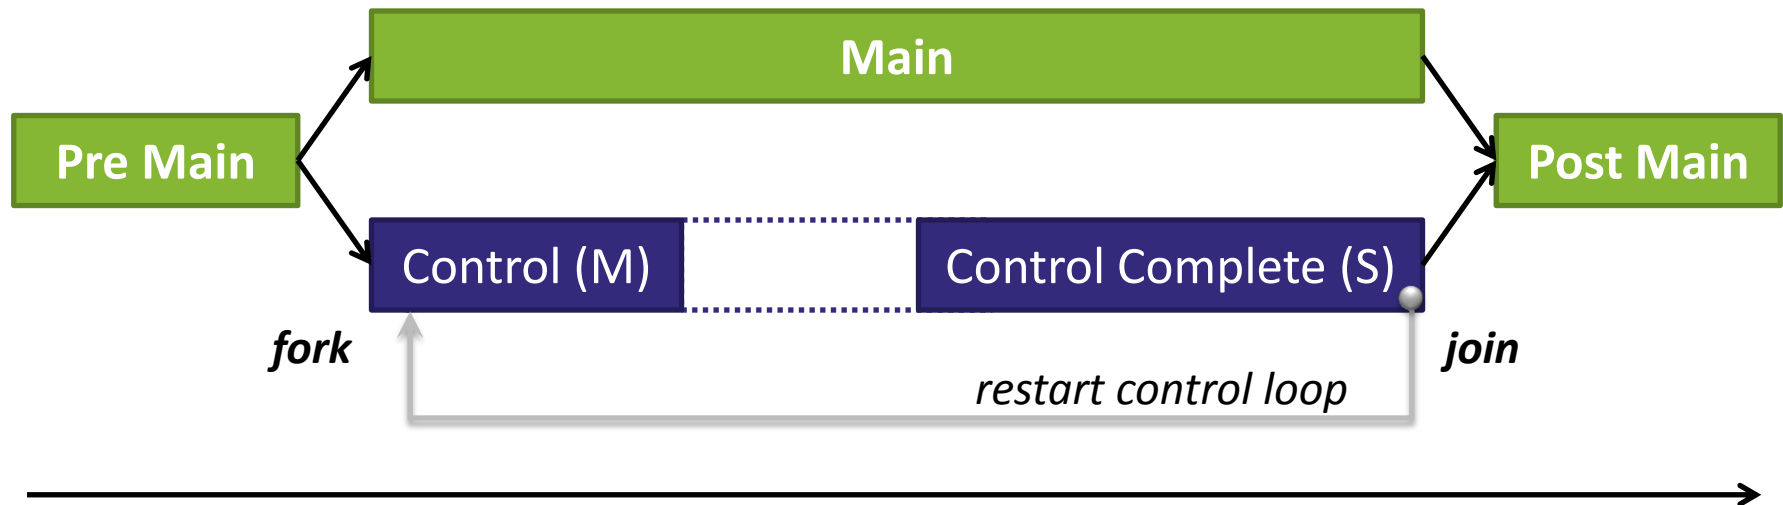 Main
Pre Main
Post Main
Control (M)
Control Complete (S)
fork
join
restart control loop